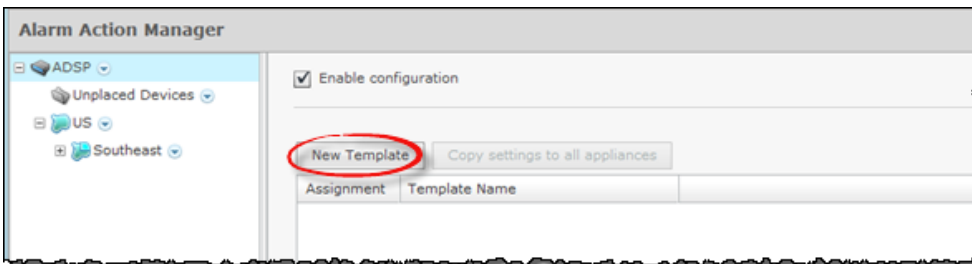 Alarm Action Manager
ADSP
Unplaced Devices
US
Southeast
Enable configuration
New Template
Copy settings to all appliances
Assignment
Template Name